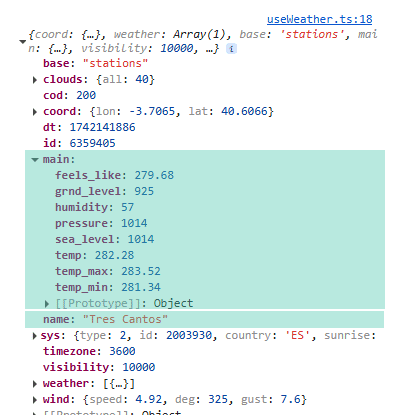 useWeather.ts:18
{coord: {…}, weather: Array(1), base: 'stations', mai
n: {…}, visibility: 10000, …} i
base: "stations"
clouds: {all: 40}
cod: 200
coord: {lon: -3.7065, lat: 40.6066}
dt: 1742141886
id: 6359405
main:
feels_like: 279.68
grnd_level: 925
humidity: 57
pressure: 1014
sea_level: 1014
temp: 282.28
temp_max: 283.52
temp_min: 281.34
[[Prototype]]: Object
name: "Tres Cantos"
sys: {type: 2, id: 2003930, country: 'ES', sunrise:
timezone: 3600
visibility: 10000
weather: [{…}]
wind: {speed: 4.92, deg: 325, gust: 7.6}
[[Prototype]]: Object